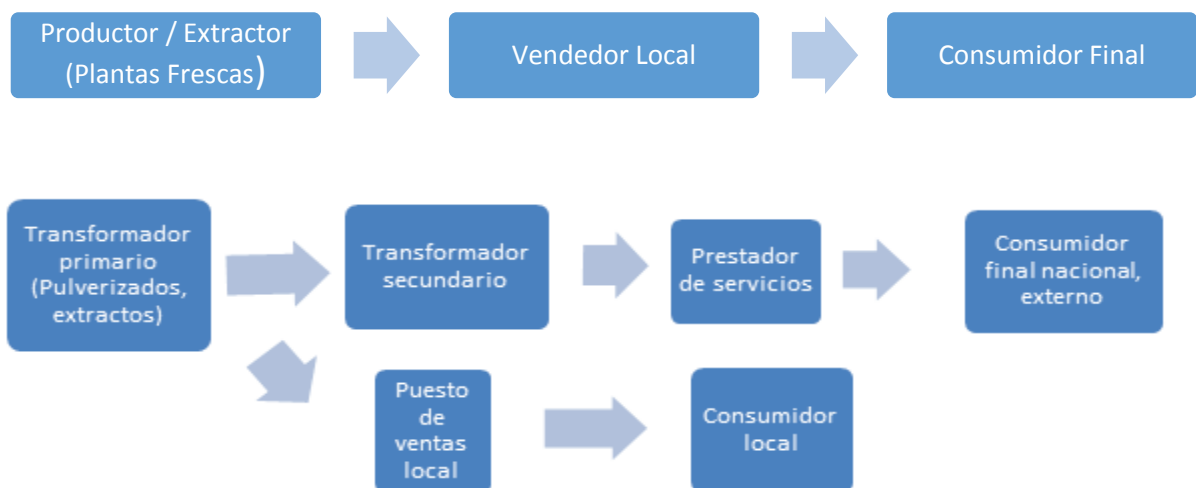 Productor / Extractor
(Plantas Frescas)
Vendedor Local
Consumidor Final
Transformador
primario
(Pulverizados,
extractos)
Transformador
secundario
Prestador
de servicios
Consumidor
final nacional,
externo
Puesto
de
ventas
local
Consumidor
local